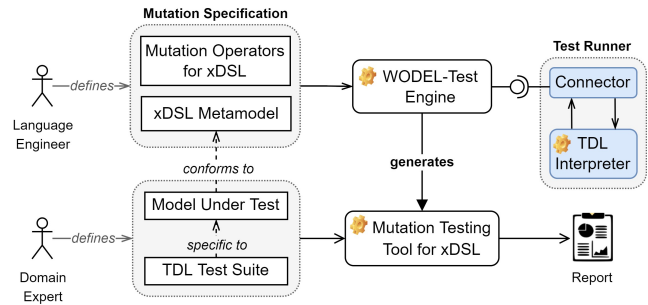 Mutation Specification
Mutation Operators
for xDSL
xDSL Metamodel
defines
Language
Engineer
WODEL-Test
Engine
Test Runner
Connector
TDL
Interpreter
conforms to
generates
Model Under Test
specific to
TDL Test Suite
defines
Domain
Expert
Mutation Testing
Tool for xDSL
Report